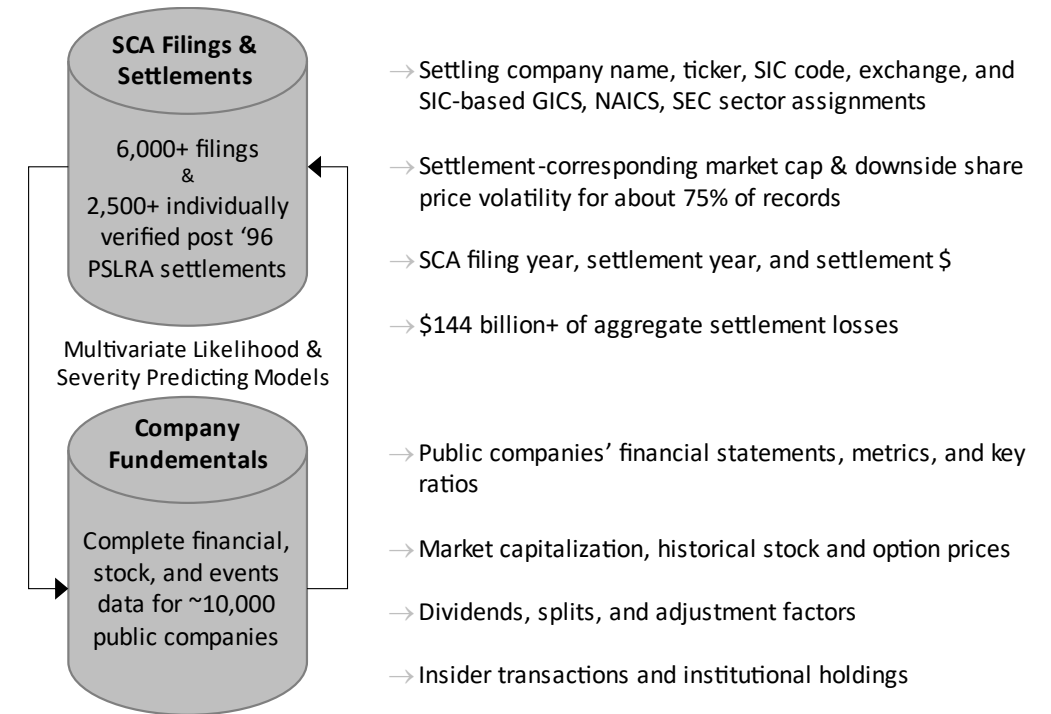 SCA Filings &
Settlements
6,000+ filings
&
2,500+ individually
verified post ‘96
PSLRA settlements
→Settling company name, ticker, SIC code, exchange, and
SIC-based GICS, NAICS, SEC sector assignments
→Settlement-corresponding market cap & downside share
price volatility for about 75% of records
→SCA filing year, settlement year, and settlement $
→$144 billion+ of aggregate settlement losses
Multivariate Likelihood &
Severity Predicting Models
Company
Fundementals
Complete financial,
stock, and events
data for ~10,000
public companies
→Public companies’ financial statements, metrics, and key
ratios
→Market capitalization, historical stock and option prices
→Dividends, splits, and adjustment factors
→Insider transactions and institutional holdings